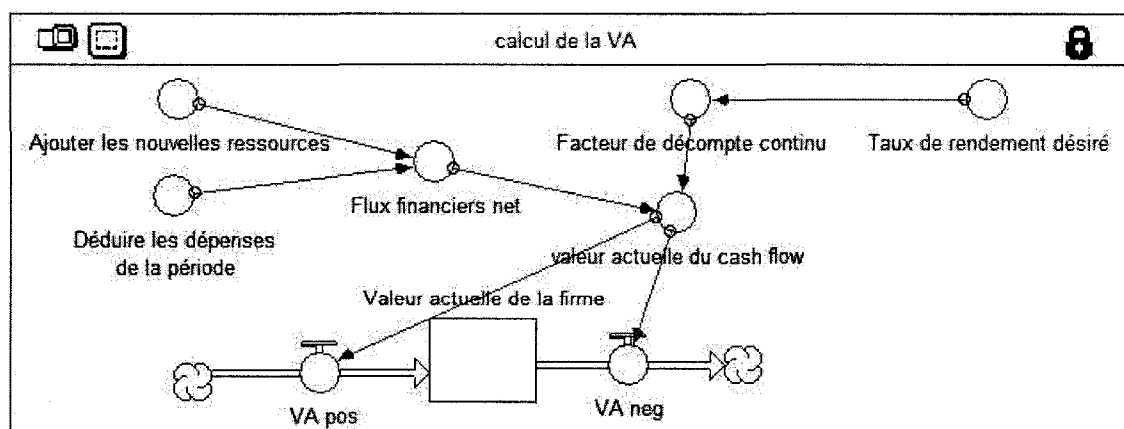 calcul de la VA
Ajouter les nouvelles ressources
Facteur de décompte continu
Taux de rendement désiré
Flux financiers net
Déduire les dépenses
de la période
valeur actuelle du cash flow
Valeur actuelle de la firme
VA pos
VA neg